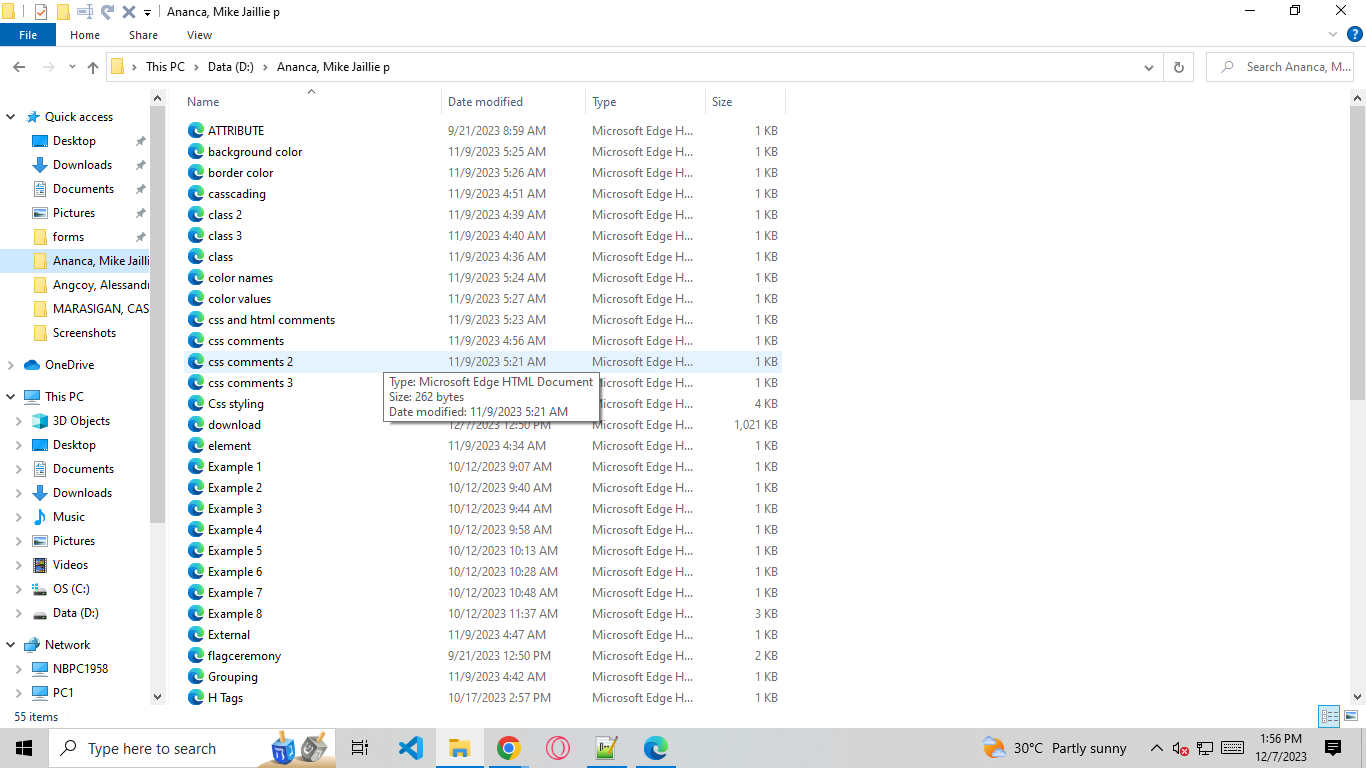 Ananca, Mike Jaillie p
File Home Share View
This PC Data (D:) Ananca, Mike Jaillie p Search Ananca, M...
Name Date modified Type Size
Quick access
Desktop
Downloads
Documents
Pictures
forms
Ananca, Mike Jailli
Angcoy, Alessandr
MARASIGAN, CAS
Screenshots
OneDrive
This PC
3D Objects
Desktop
Documents
Downloads
Music
Pictures
Videos
OS (C:)
Data (D:)
Network
NBPC1958
PC1
ATTRIBUTE 9/21/2023 8:59 AM Microsoft Edge H... 1 KB
background color 11/9/2023 5:25 AM Microsoft Edge H... 1 KB
border color 11/9/2023 5:26 AM Microsoft Edge H... 1 KB
casscading 11/9/2023 4:51 AM Microsoft Edge H... 1 KB
class 2 11/9/2023 4:39 AM Microsoft Edge H... 1 KB
class 3 11/9/2023 4:40 AM Microsoft Edge H... 1 KB
class 11/9/2023 4:36 AM Microsoft Edge H... 1 KB
color names 11/9/2023 5:24 AM Microsoft Edge H... 1 KB
color values 11/9/2023 5:27 AM Microsoft Edge H... 1 KB
css and html comments 11/9/2023 5:23 AM Microsoft Edge H... 1 KB
css comments 11/9/2023 4:56 AM Microsoft Edge H... 1 KB
css comments 2 11/9/2023 5:21 AM Microsoft Edge H... 1 KB
css comments 3 1 KB
Type: Microsoft Edge HTML Document
Size: 262 bytes
Date modified: 11/9/2023 5:21 AM
Css styling Microsoft Edge H... 4 KB
download 12/7/2023 12:50 PM Microsoft Edge H... 1,021 KB
element 11/9/2023 4:34 AM Microsoft Edge H... 1 KB
Example 1 10/12/2023 9:07 AM Microsoft Edge H... 1 KB
Example 2 10/12/2023 9:40 AM Microsoft Edge H... 1 KB
Example 3 10/12/2023 9:44 AM Microsoft Edge H... 1 KB
Example 4 10/12/2023 9:58 AM Microsoft Edge H... 1 KB
Example 5 10/12/2023 10:13 AM Microsoft Edge H... 1 KB
Example 6 10/12/2023 10:28 AM Microsoft Edge H... 1 KB
Example 7 10/12/2023 10:48 AM Microsoft Edge H... 1 KB
Example 8 10/12/2023 11:37 AM Microsoft Edge H... 3 KB
External 11/9/2023 4:47 AM Microsoft Edge H... 1 KB
flagceremony 9/21/2023 12:50 PM Microsoft Edge H... 2 KB
Grouping 11/9/2023 4:42 AM Microsoft Edge H... 1 KB
H Tags 10/17/2023 2:57 PM Microsoft Edge H... 1 KB
55 items
Type here to search
30°C Partly sunny
1:56 PM
12/7/2023